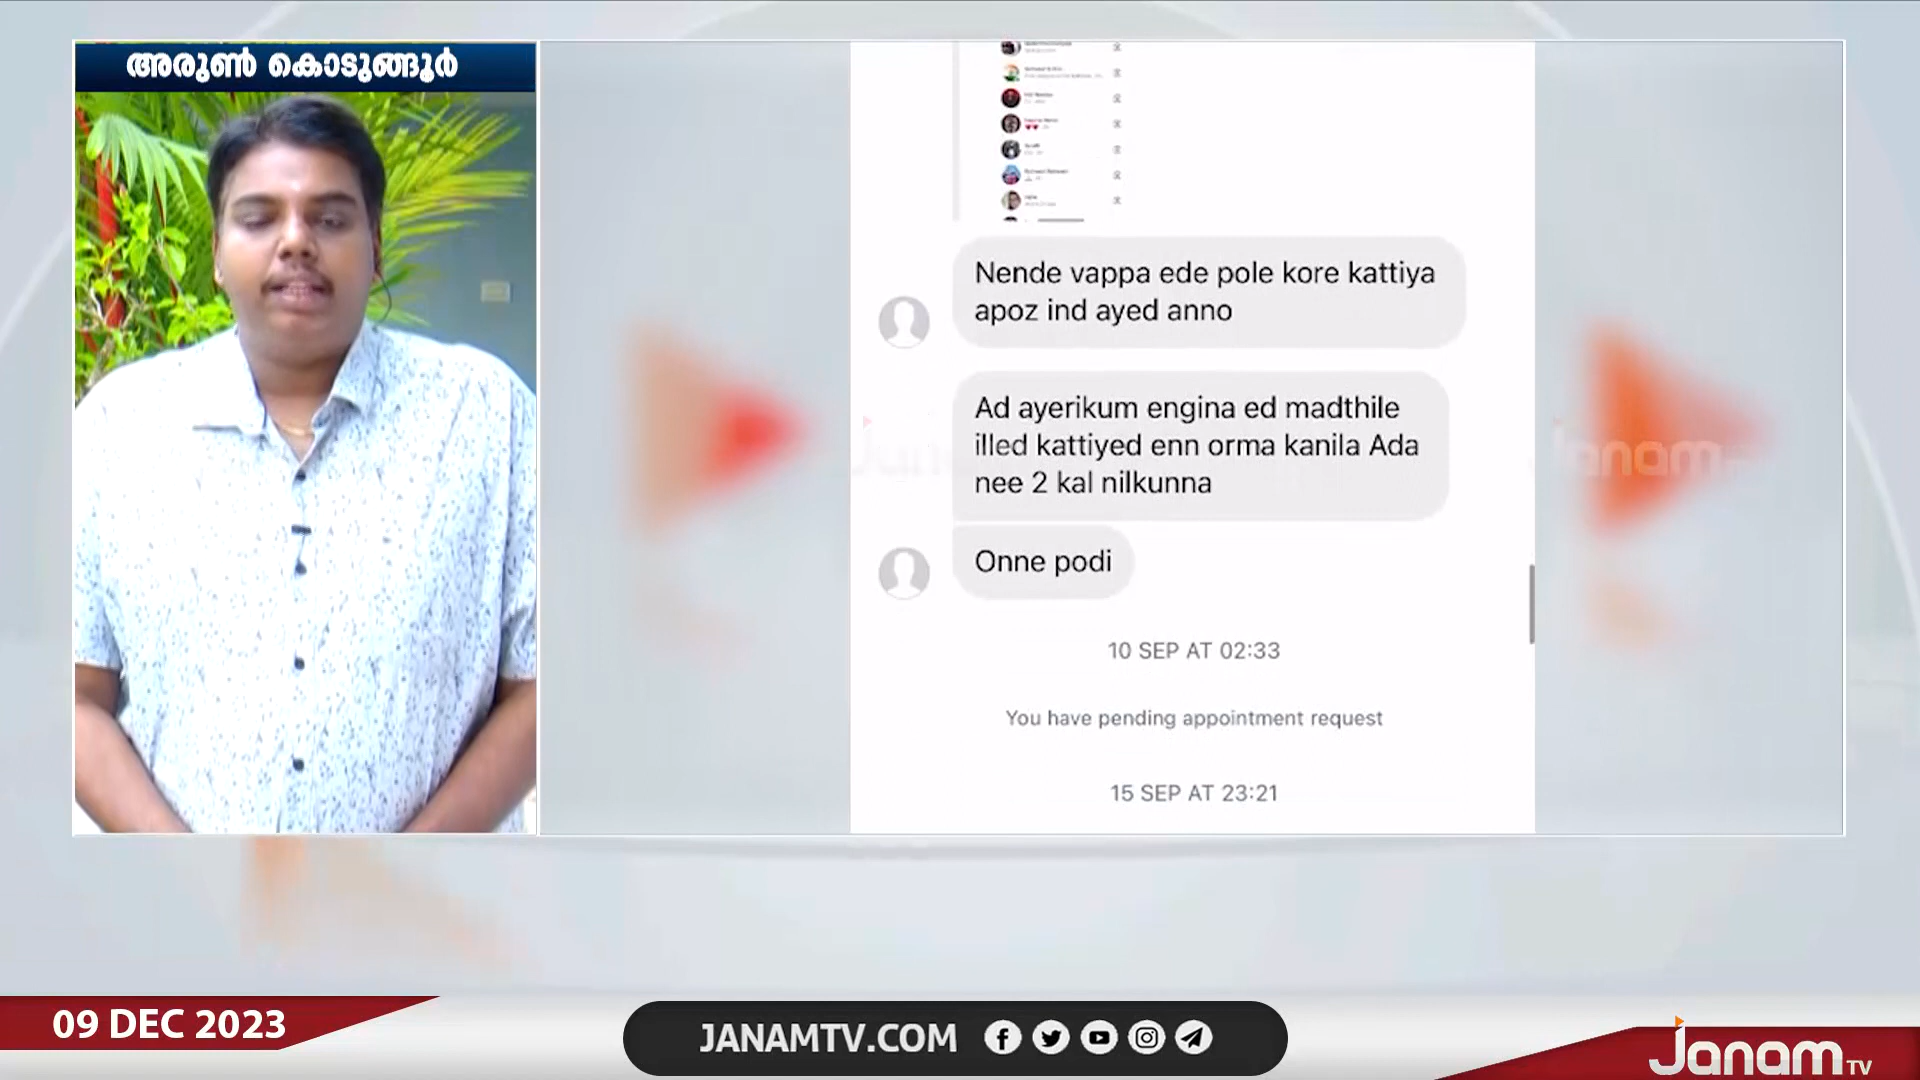 അരുൺ കൊടുങ്ങൂർ
Nende vappa ede pole kore kattiya
apoz ind ayed anno
Ad ayerikum engina ed madthile
illed kattiyed enn orma kanila Ada
nee 2 kal nilkunna
Onne podi
10 SEP AT 02:33
You have pending appointment request
15 SEP AT 23:21
Janam
09 DEC 2023
JANAMTV.COM
Janam TV